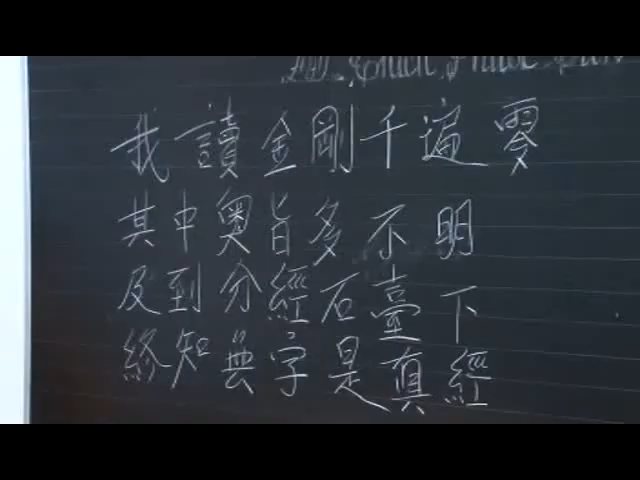 我讀金剛千遍零
其中奧旨多不明
及到分經石臺下
終知無字是真經